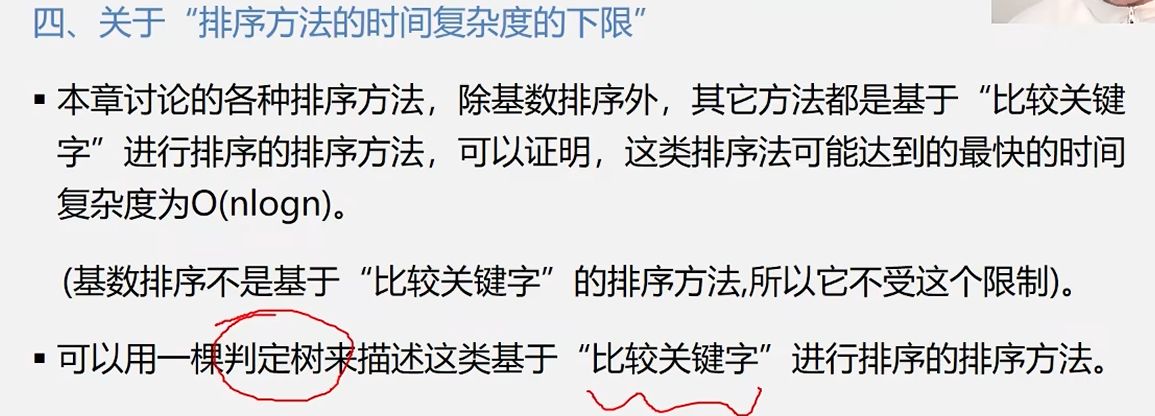 四、关于“排序方法的时间复杂度的下限”
▪ 本章讨论的各种排序方法，除基数排序外，其它方法都是基于“比较关键
字”进行排序的排序方法，可以证明，这类排序法可能达到的最快的时间
复杂度为O(nlogn)。
(基数排序不是基于“比较关键字”的排序方法,所以它不受这个限制)。
▪ 可以用一棵判定树来描述这类基于“比较关键字”进行排序的排序方法。